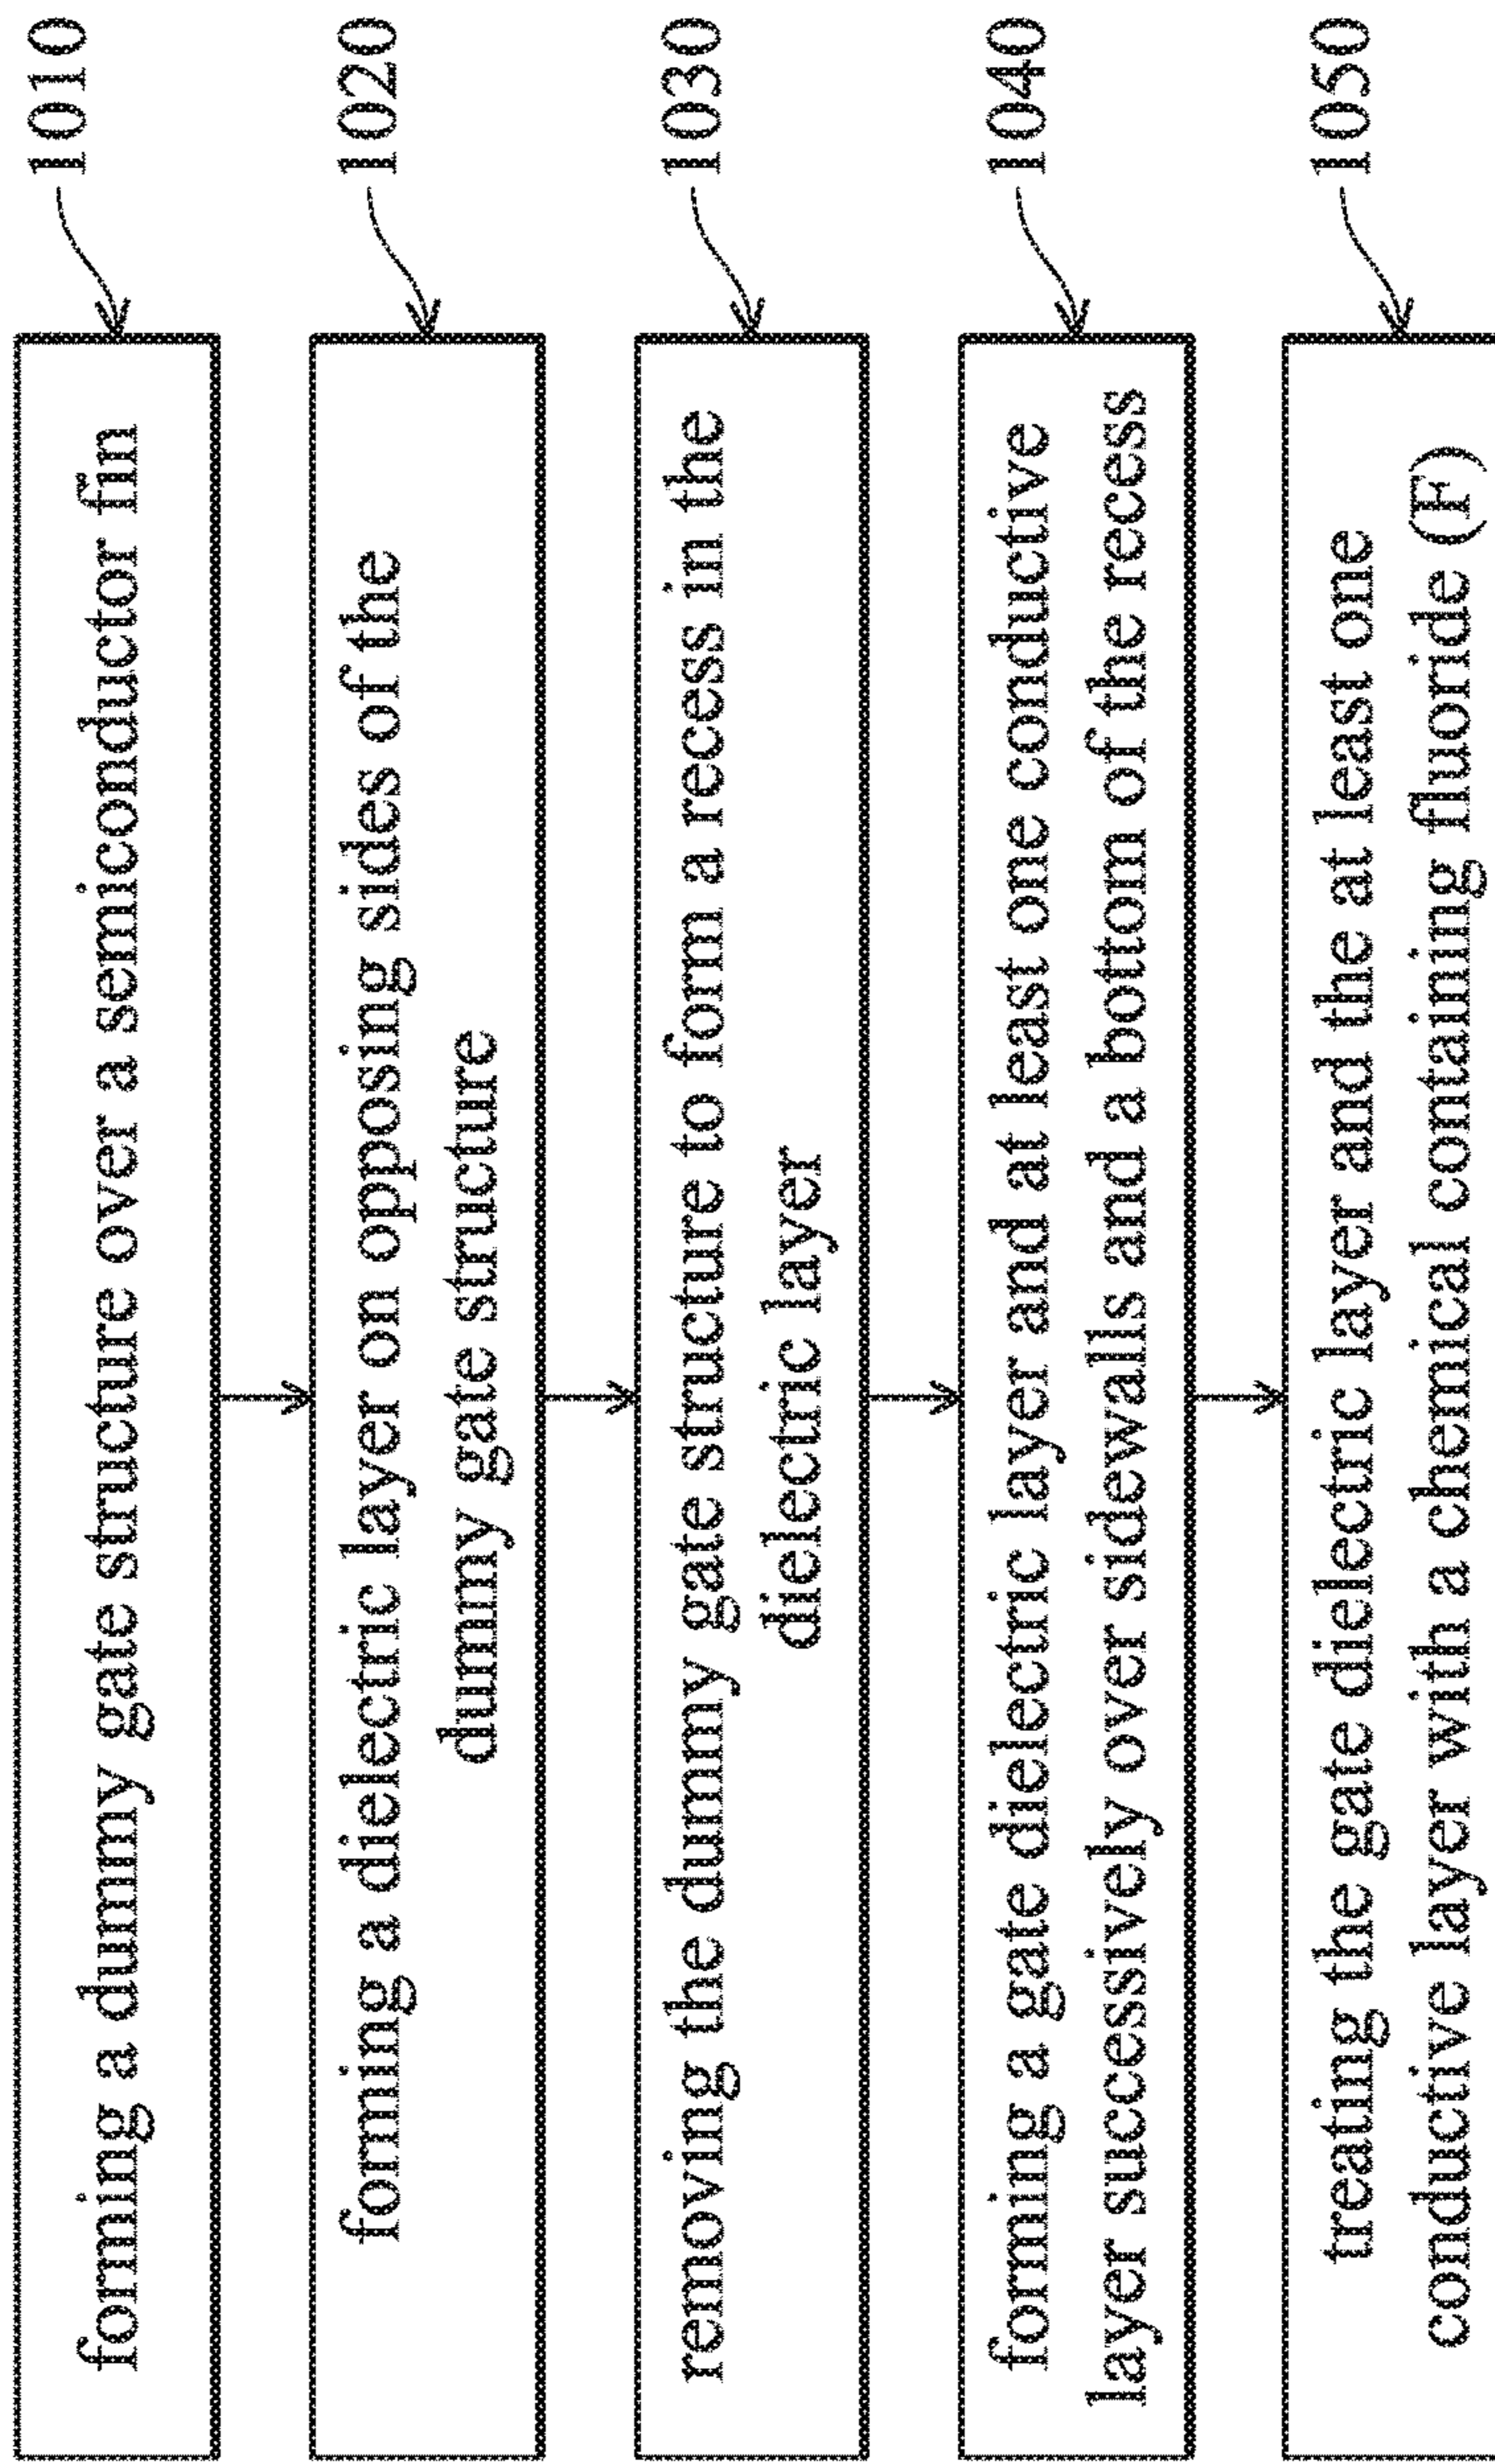 forming a dummy gate structure over a semiconductor fin
1010
forming a dielectric layer on opposing sides of the
dummy gate structure
1020
removing the dummy gate structure to form a recess in the
dielectric layer
1030
forming a gate dielectric layer and at least one conductive
layer successively over sidewalls and a bottom of the recess
1040
treating the gate dielectric layer and the at least one
conductive layer with a chemical containing fluoride (F)
1050